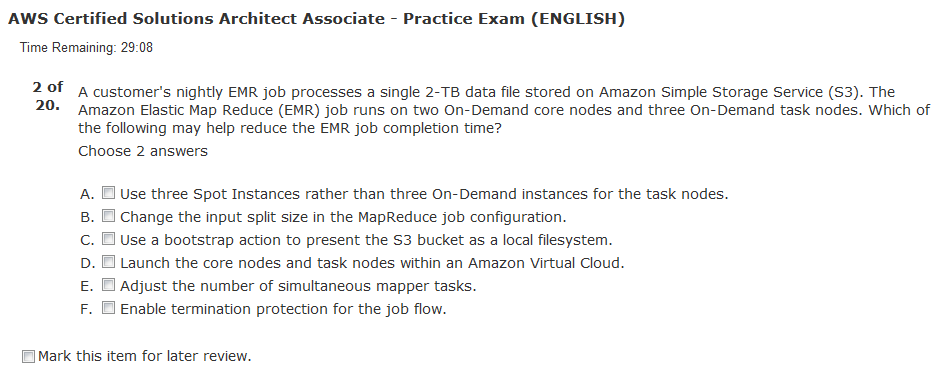 AWS Certified Solutions Architect Associate - Practice Exam (ENGLISH)
Time Remaining: 29:08
2 of 20.
A customer's nightly EMR job processes a single 2-TB data file stored on Amazon Simple Storage Service (S3). The
Amazon Elastic Map Reduce (EMR) job runs on two On-Demand core nodes and three On-Demand task nodes. Which of
the following may help reduce the EMR job completion time?
Choose 2 answers
A. Use three Spot Instances rather than three On-Demand instances for the task nodes.
B. Change the input split size in the MapReduce job configuration.
C. Use a bootstrap action to present the S3 bucket as a local filesystem.
D. Launch the core nodes and task nodes within an Amazon Virtual Cloud.
E. Adjust the number of simultaneous mapper tasks.
F. Enable termination protection for the job flow.
Mark this item for later review.